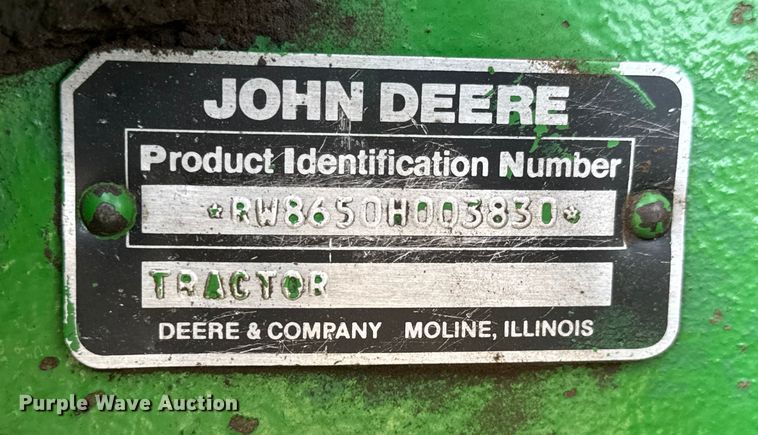 JOHN DEERE
Product Identification Number
*RW8650H003830*
TRACTOR
DEERE & COMPANY MOLINE, ILLINOIS
Purple Wave Auction